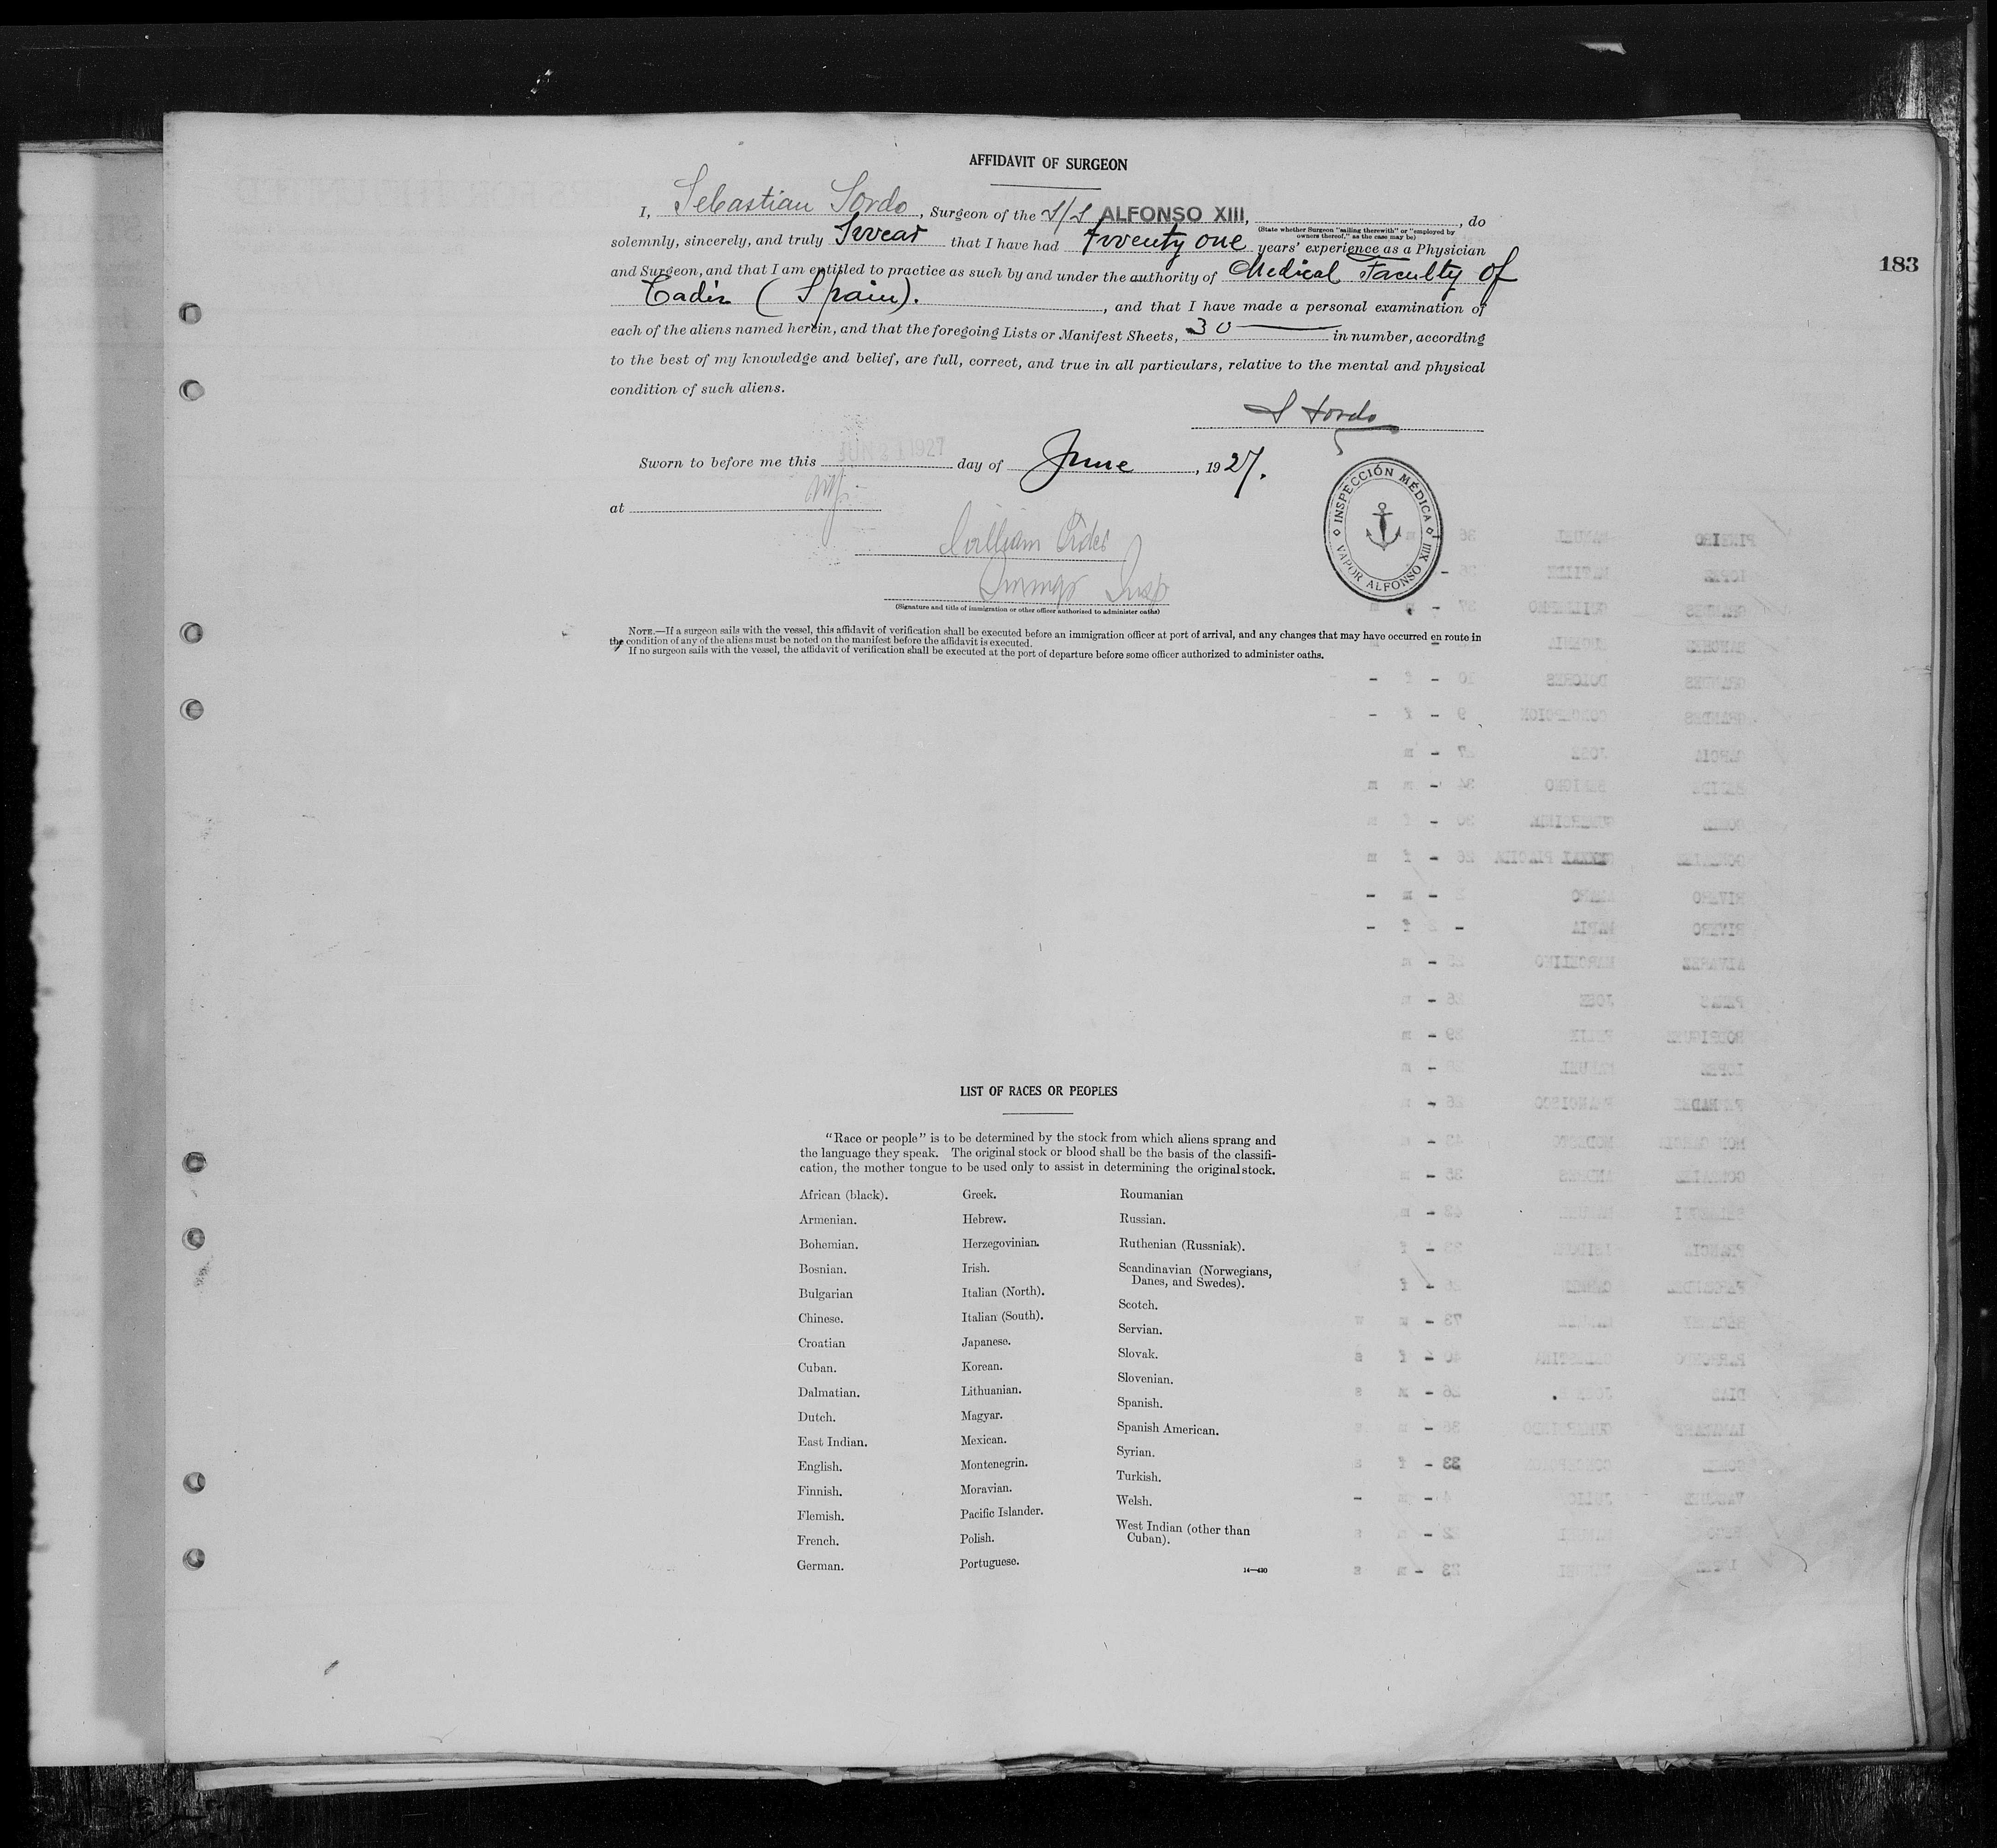 AFFIDAVIT OF SURGEON
I, Sebastian Sordo, Surgeon of the S/S ALFONSO XIII, , do
(State whether Surgeon "sailing therewith" or "employed by
owners thereof," as the case may be)
solemnly, sincerely, and truly Swear that I have had Twenty one years' experience as a Physician
and Surgeon, and that I am entitled to practice as such by and under the authority of Medical Faculty of
183
Cadiz (Spain). , and that I have made a personal examination of
each of the aliens named herein, and that the foregoing Lists or Manifest Sheets, 30 in number, according
to the best of my knowledge and belief, are full, correct, and true in all particulars, relative to the mental and physical
condition of such aliens.
S Sordo
Sworn to before me this JUN 21 1927 day of June, 1927.
at NY.
William
Immig Insp
(Signature and title of immigration or other officer authorized to administer oaths)
INSPECCIÓN MÉDICA
VAPOR ALFONSO XIII
NOTE.—If a surgeon sails with the vessel, this affidavit of verification shall be executed before an immigration officer at port of arrival, and any changes that may have occurred en route in
the condition of any of the aliens must be noted on the manifest before the affidavit is executed.
If no surgeon sails with the vessel, the affidavit of verification shall be executed at the port of departure before some officer authorized to administer oaths.
LIST OF RACES OR PEOPLES
"Race or people" is to be determined by the stock from which aliens sprang and
the language they speak. The original stock or blood shall be the basis of the classifi-
cation, the mother tongue to be used only to assist in determining the original stock.
African (black).
Armenian.
Bohemian.
Bosnian.
Bulgarian
Chinese.
Croatian
Cuban.
Dalmatian.
Dutch.
East Indian.
English.
Finnish.
Flemish.
French.
German.
Greek.
Hebrew.
Herzegovinian.
Irish.
Italian (North).
Italian (South).
Japanese.
Korean.
Lithuanian.
Magyar.
Mexican.
Montenegrin.
Moravian.
Pacific Islander.
Polish.
Portuguese.
Roumanian
Russian.
Ruthenian (Russniak).
Scandinavian (Norwegians,
Danes, and Swedes).
Scotch.
Servian.
Slovak.
Slovenian.
Spanish.
Spanish American.
Syrian.
Turkish.
Welsh.
West Indian (other than
Cuban).
14—430